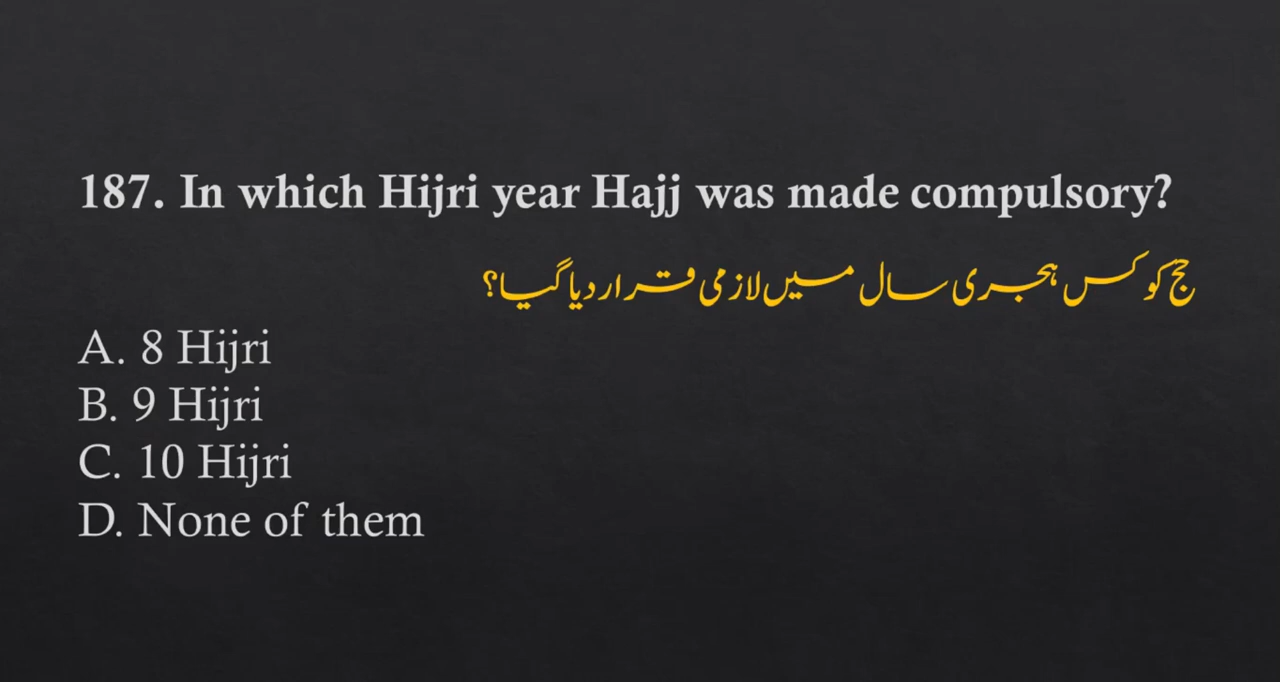 187. In which Hijri year Hajj was made compulsory?
حج کو کس ہجری سال میں لازمی قرار دیا گیا؟
A. 8 Hijri
B. 9 Hijri
C. 10 Hijri
D. None of them